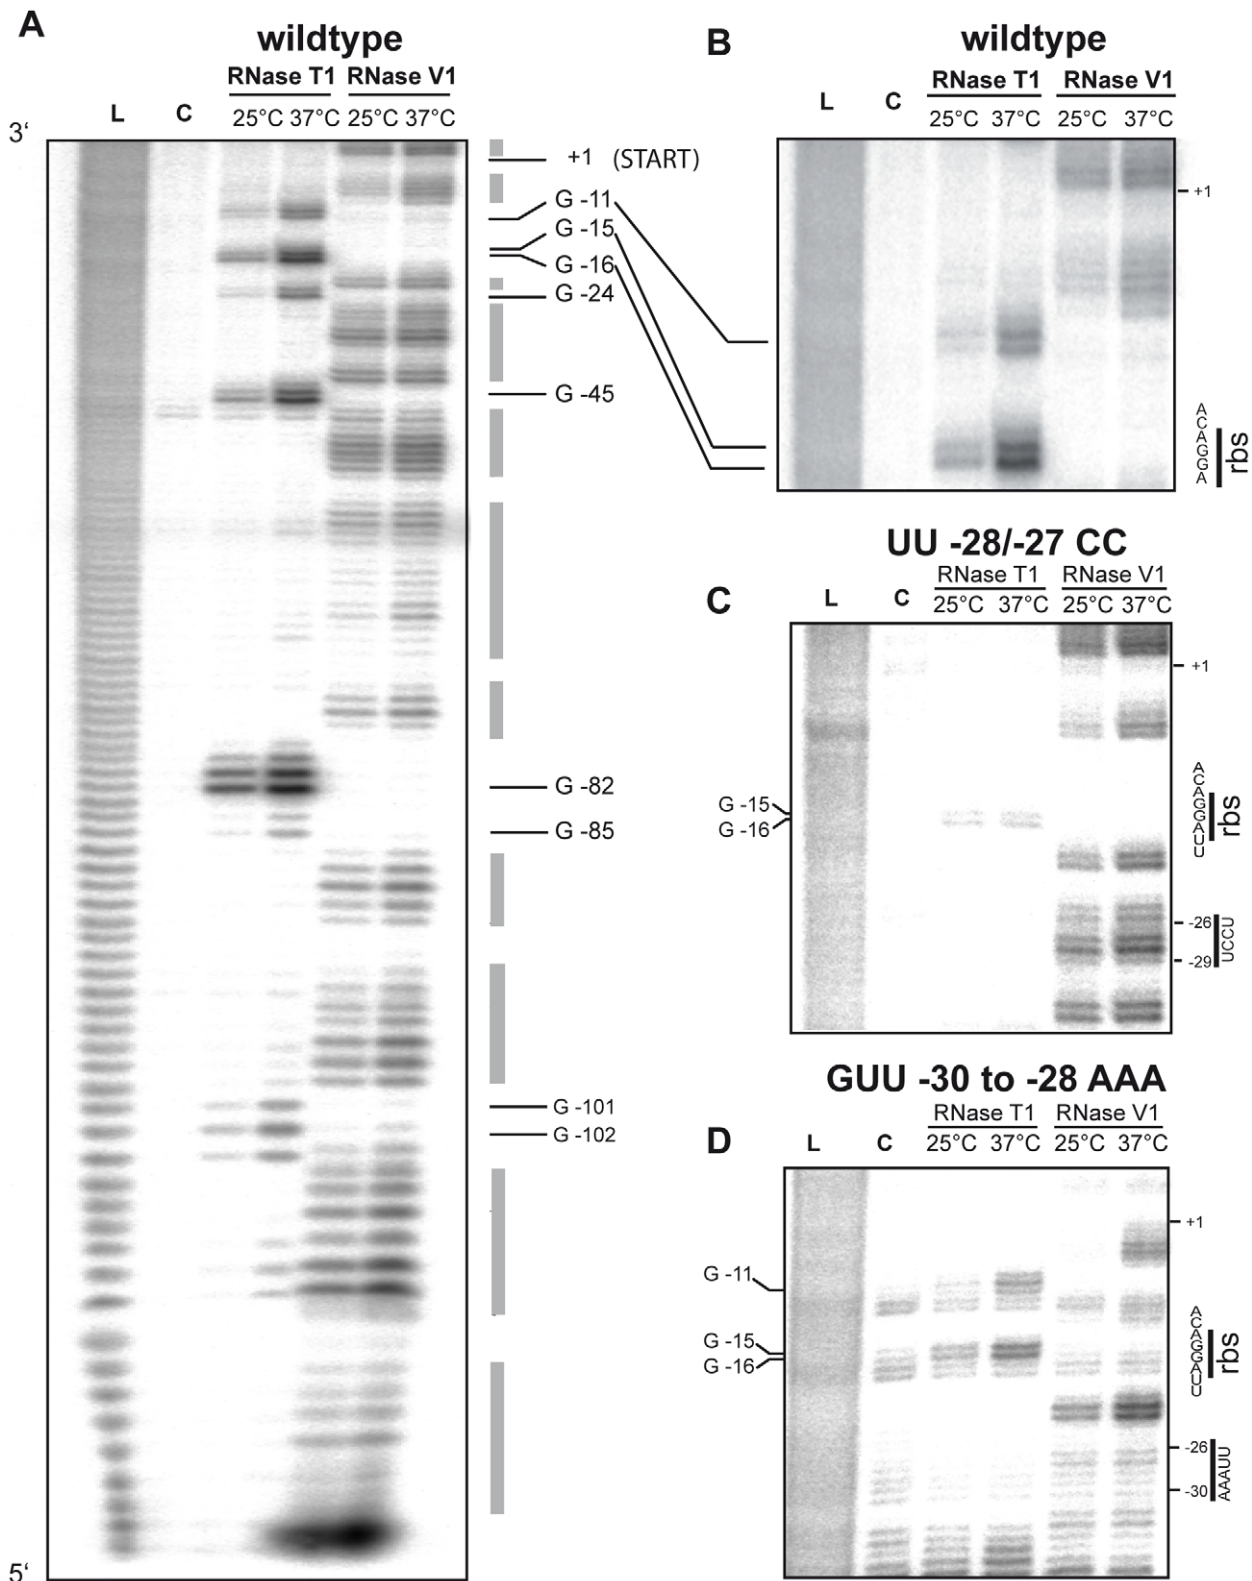 A
wildtype
RNase T1 RNase V1
L C 25°C 37°C 25°C 37°C
3‘
+1 (START)
G -11
G -15
G -16
G -24
G -45
G -82
G -85
G -101
G -102
5‘
B
wildtype
RNase T1 RNase V1
L C 25°C 37°C 25°C 37°C
+1
ACAGGA
rbs
UU -28/-27 CC
RNase T1 RNase V1
C
L C 25°C 37°C 25°C 37°C
+1
G -15
G -16
ACAGGAUU
rbs
-26
UCCU
-29
GUU -30 to -28 AAA
RNase T1 RNase V1
D
L C 25°C 37°C 25°C 37°C
+1
G -11
G -15
G -16
ACAGGAUU
rbs
-26
AAAUU
-30